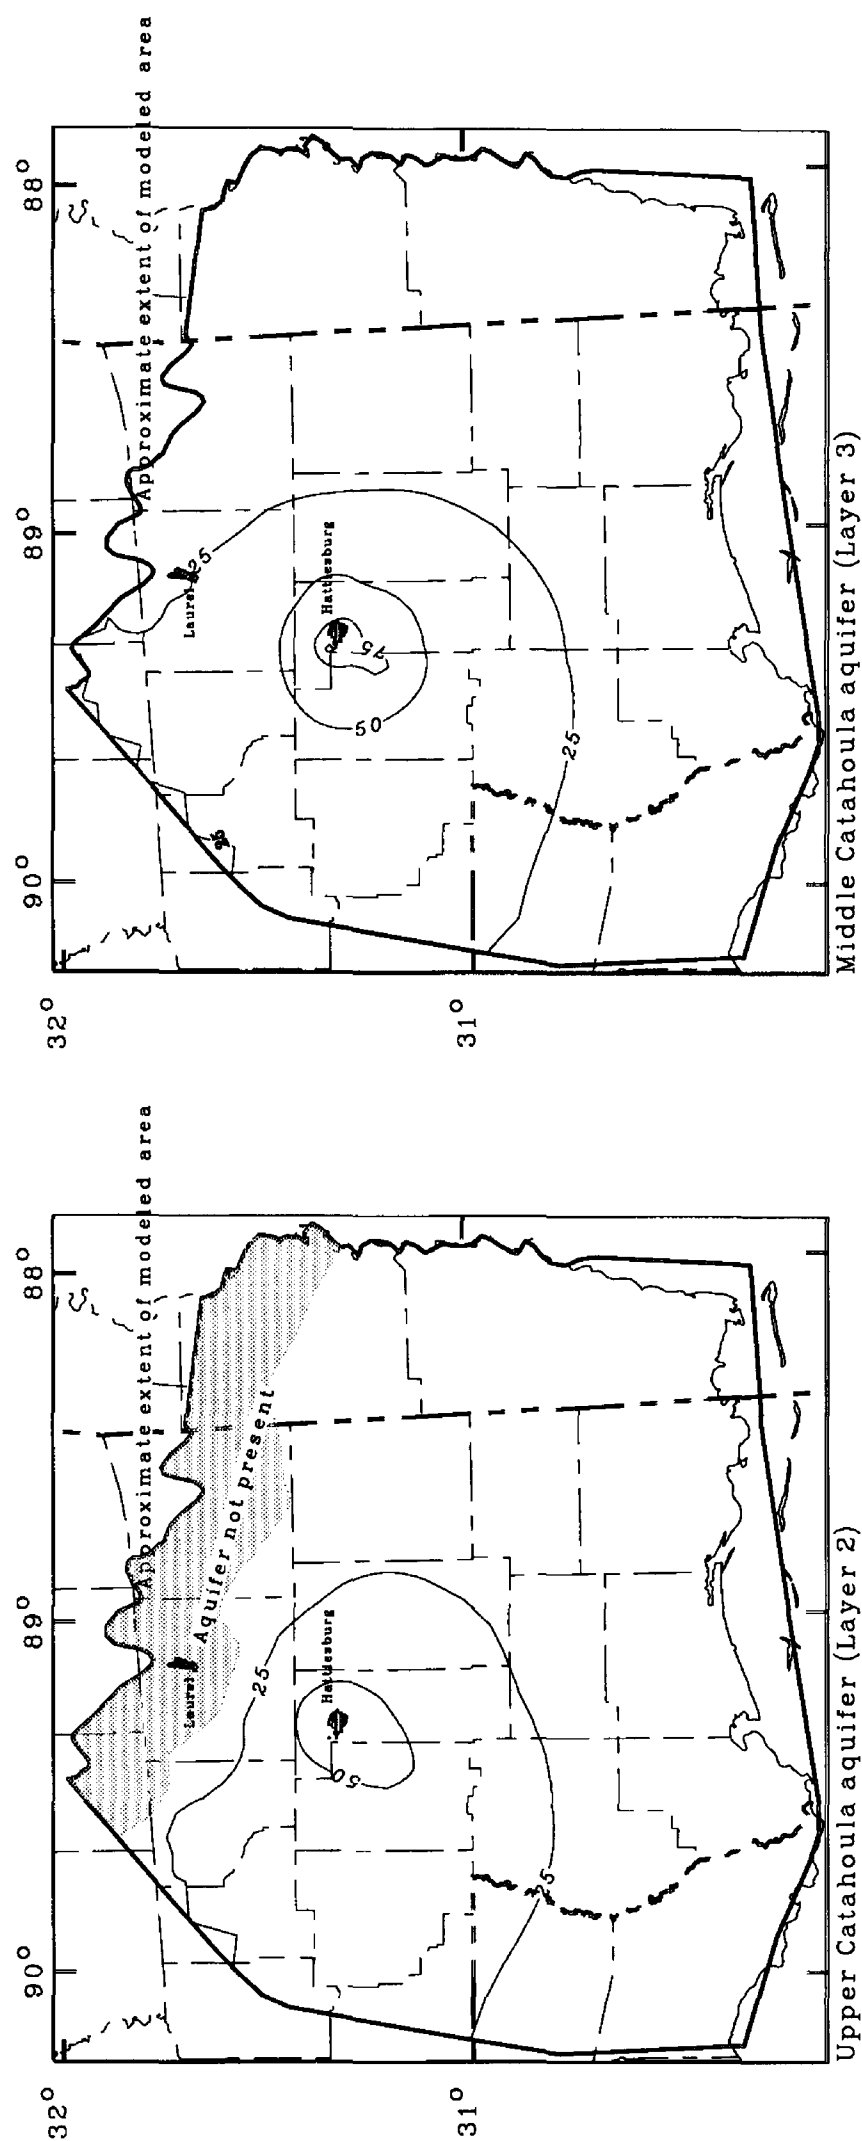 32°
90°
89°
88°
31°
Approximate extent of modeled area
Aquifer not present
Laurel
Hattiesburg
25
50
25
Upper Catahoula aquifer (Layer 2)
32°
90°
89°
88°
31°
Approximate extent of modeled area
Laurel
Hattiesburg
25
25
50
75
25
Middle Catahoula aquifer (Layer 3)